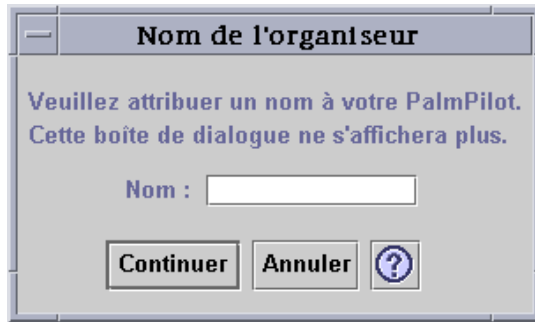 Nom de l'organiseur
Veuillez attribuer un nom à votre PalmPilot.
Cette boîte de dialogue ne s'affichera plus.
Nom :
Continuer Annuler ?